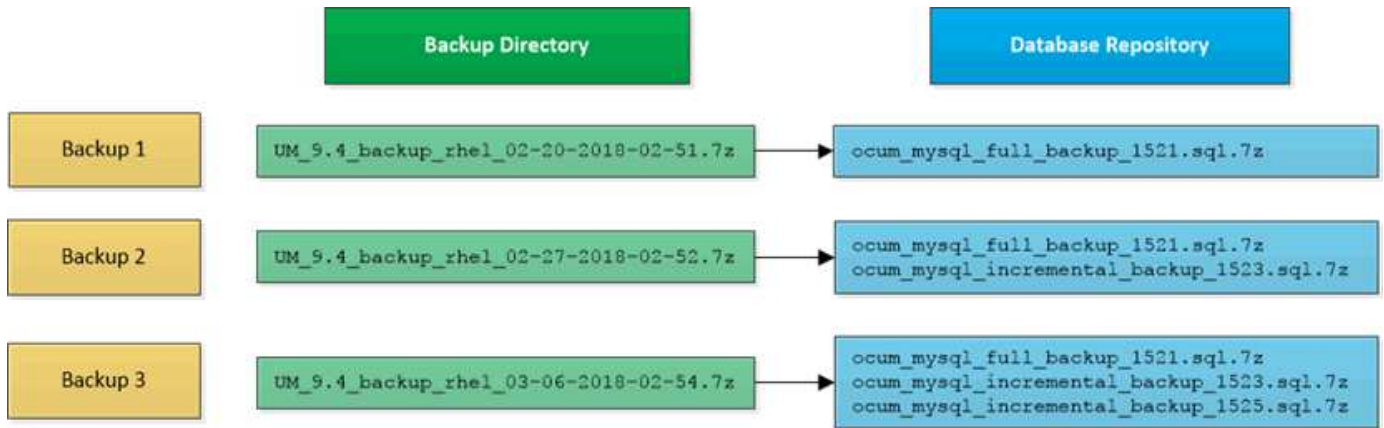 Backup Directory
Database Repository
Backup 1
UM_9.4_backup_rhel_02-20-2018-02-51.7z
ocum_mysql_full_backup_1521.sql.7z
Backup 2
UM_9.4_backup_rhel_02-27-2018-02-52.7z
ocum_mysql_full_backup_1521.sql.7z
ocum_mysql_incremental_backup_1523.sql.7z
Backup 3
UM_9.4_backup_rhel_03-06-2018-02-54.7z
ocum_mysql_full_backup_1521.sql.7z
ocum_mysql_incremental_backup_1523.sql.7z
ocum_mysql_incremental_backup_1525.sql.7z